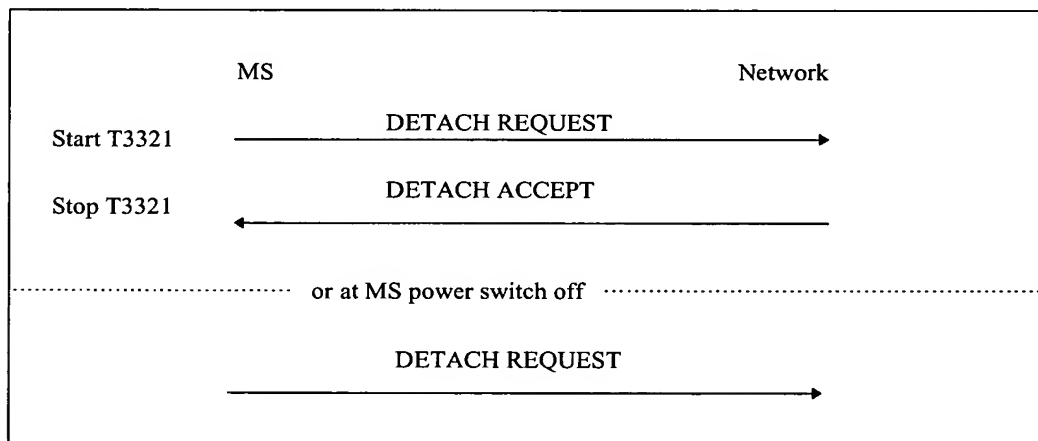 MS Network
Start T3321 DETACH REQUEST
Stop T3321 DETACH ACCEPT
or at MS power switch off
DETACH REQUEST